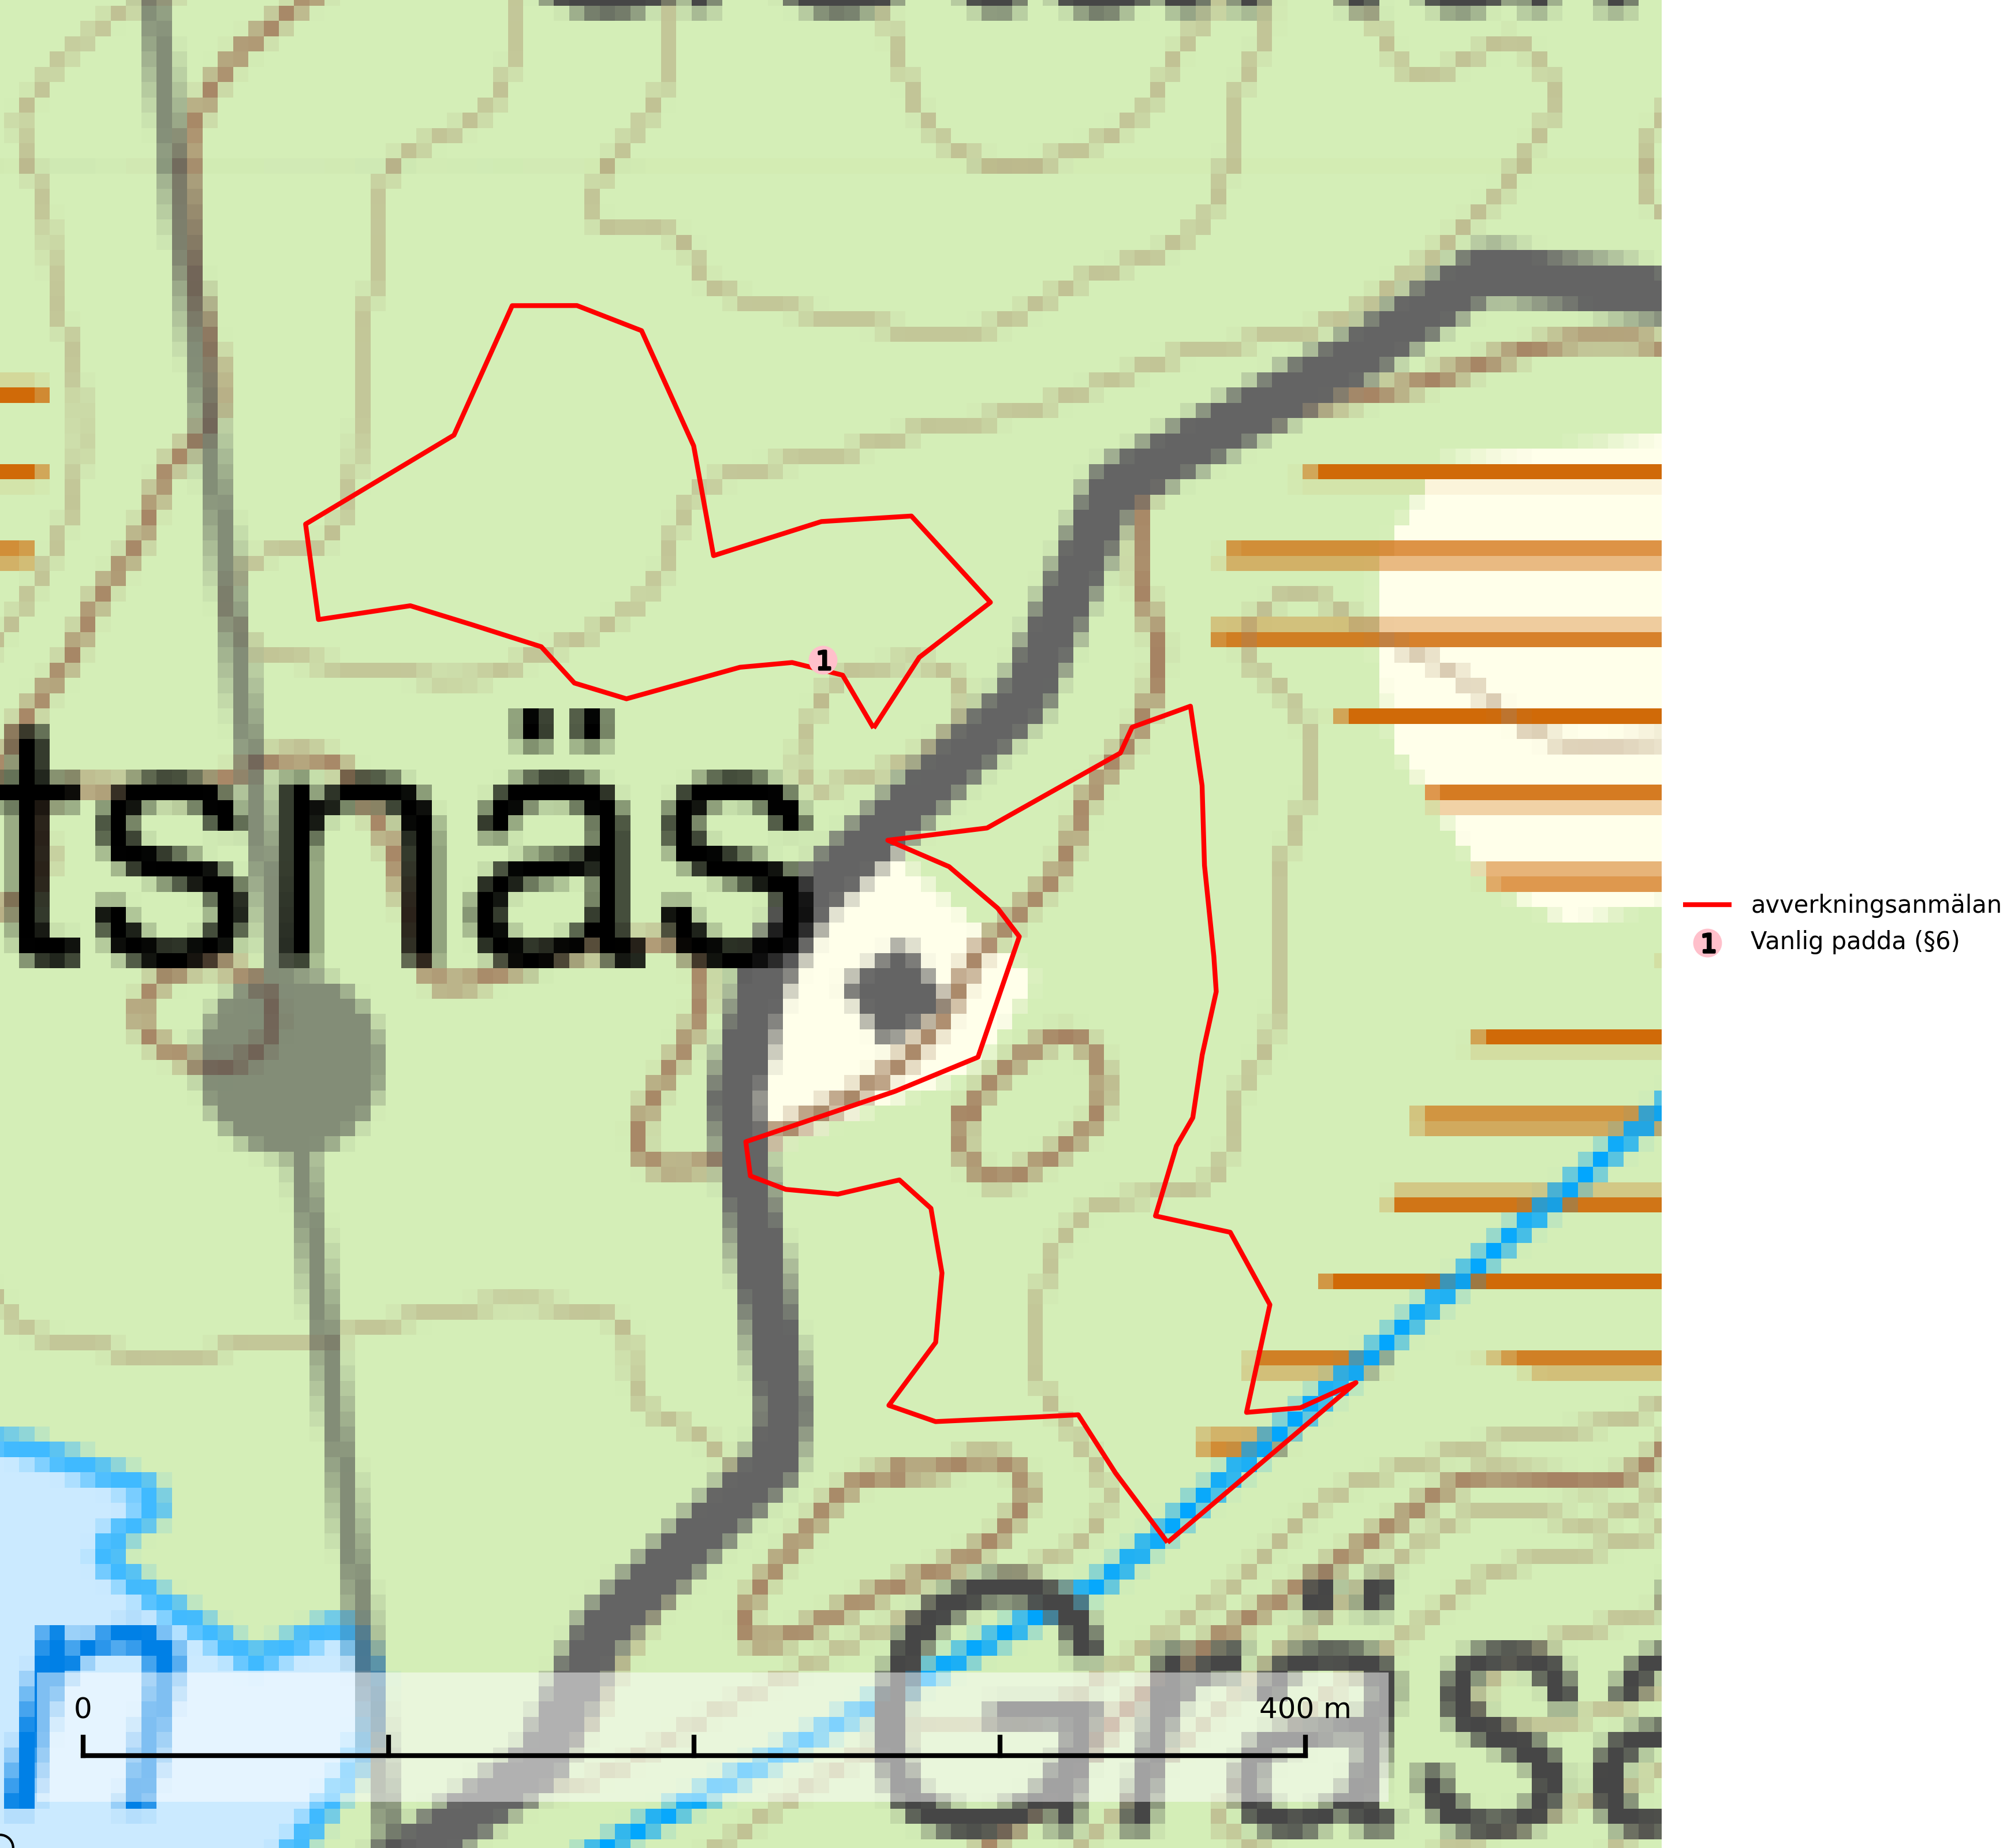 1
tsnäs
n
Gräs
0 400 m
avverkningsanmälan
1 Vanlig padda (§6)